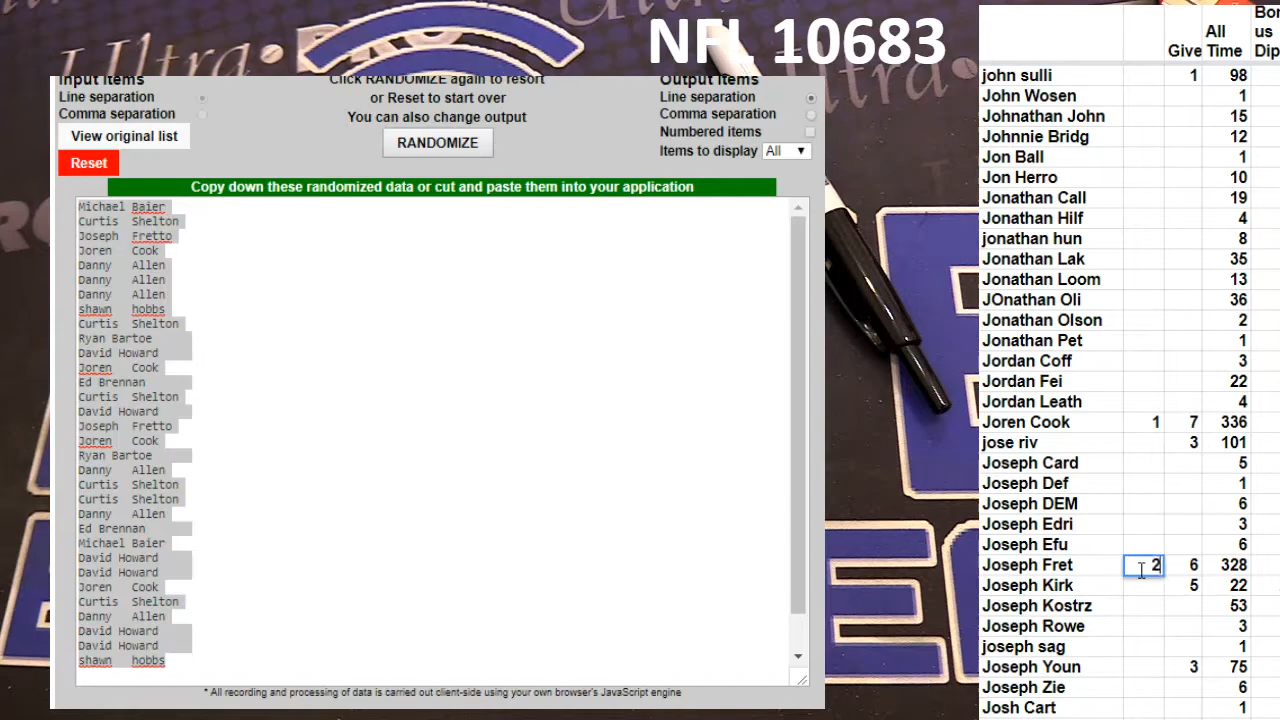 NFL 10683
Input Items
Line separation
Comma separation
View original list
Reset
Click RANDOMIZE again to resort
or Reset to start over
You can also change output
RANDOMIZE
Output Items
Line separation
Comma separation
Numbered items
Items to display All
Copy down these randomized data or cut and paste them into your application
Michael Baier
Curtis Shelton
Joseph Fretto
Joren Cook
Danny Allen
Danny Allen
Danny Allen
shawn hobbs
Curtis Shelton
Ryan Bartoe
David Howard
Joren Cook
Ed Brennan
Curtis Shelton
David Howard
Joseph Fretto
Joren Cook
Ryan Bartoe
Danny Allen
Curtis Shelton
Curtis Shelton
Danny Allen
Ed Brennan
Michael Baier
David Howard
David Howard
Joren Cook
Curtis Shelton
Danny Allen
David Howard
David Howard
shawn hobbs
* All recording and processing of data is carried out client-side using your own browser's JavaScript engine
Give All Time Bon us Dip
john sulli 1 98
John Wosen 1
Johnathan John 15
Johnnie Bridg 12
Jon Ball 1
Jon Herro 10
Jonathan Call 19
Jonathan Hilf 4
jonathan hun 8
Jonathan Lak 35
Jonathan Loom 13
JOnathan Oli 36
Jonathan Olson 2
Jonathan Pet 1
Jordan Coff 3
Jordan Fei 22
Jordan Leath 4
Joren Cook 1 7 336
jose riv 3 101
Joseph Card 5
Joseph Def 1
Joseph DEM 6
Joseph Edri 3
Joseph Efu 6
Joseph Fret 2 6 328
Joseph Kirk 5 22
Joseph Kostrz 53
Joseph Rowe 3
joseph sag 1
Joseph Youn 3 75
Joseph Zie 6
Josh Cart 1